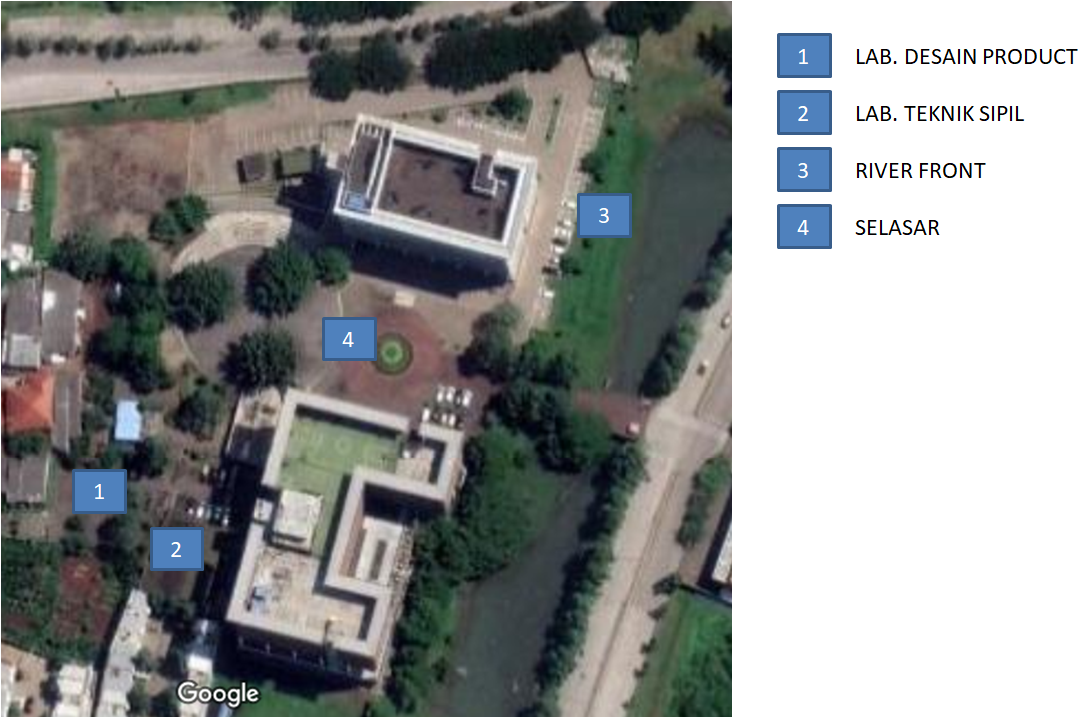 1 LAB. DESAIN PRODUCT
2 LAB. TEKNIK SIPIL
3 RIVER FRONT
4 SELASAR
3
4
1
2
Google